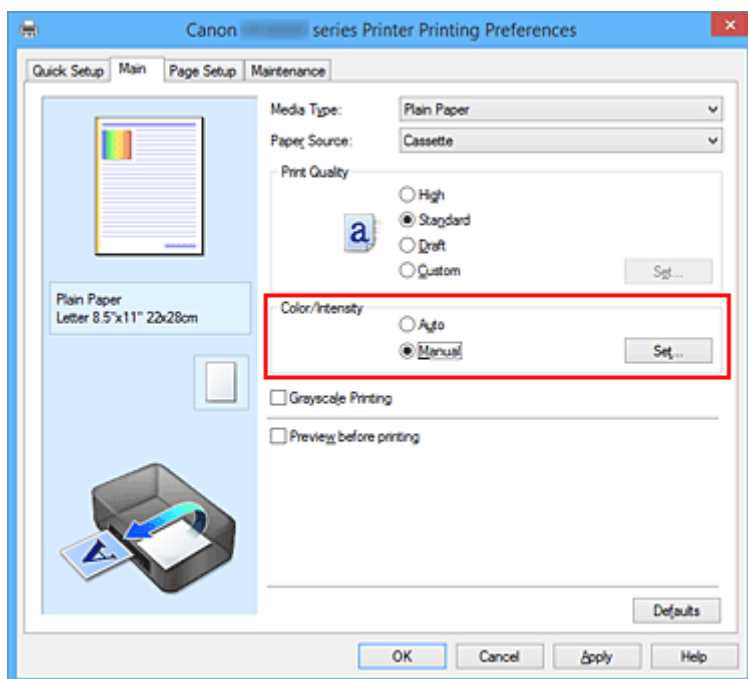 Canon series Printer Printing Preferences
Quick Setup Main Page Setup Maintenance
Media Type: Plain Paper
Paper Source: Cassette
Print Quality
High
a Standard
Draft
Custom Set...
Plain Paper
Letter 8.5"x11" 22x28cm
Color/Intensity
Auto
Manual Set...
Grayscale Printing
Preview before printing
A
Defaults
OK Cancel Apply Help